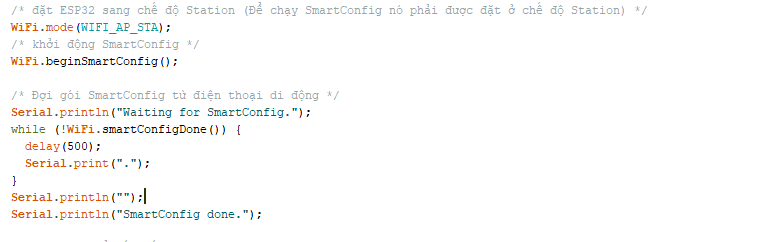 /* đặt ESP32 sang chế độ Station (Để chạy SmartConfig nó phải được đặt ở chế độ Station) */
WiFi.mode(WIFI_AP_STA);
/* khởi động SmartConfig */
WiFi.beginSmartConfig();
/* Đợi gói SmartConfig từ điện thoại di động */
Serial.println("Waiting for SmartConfig.");
while (!WiFi.smartConfigDone()) {
delay(500);
Serial.print(".");
}
Serial.println("");
Serial.println("SmartConfig done.");